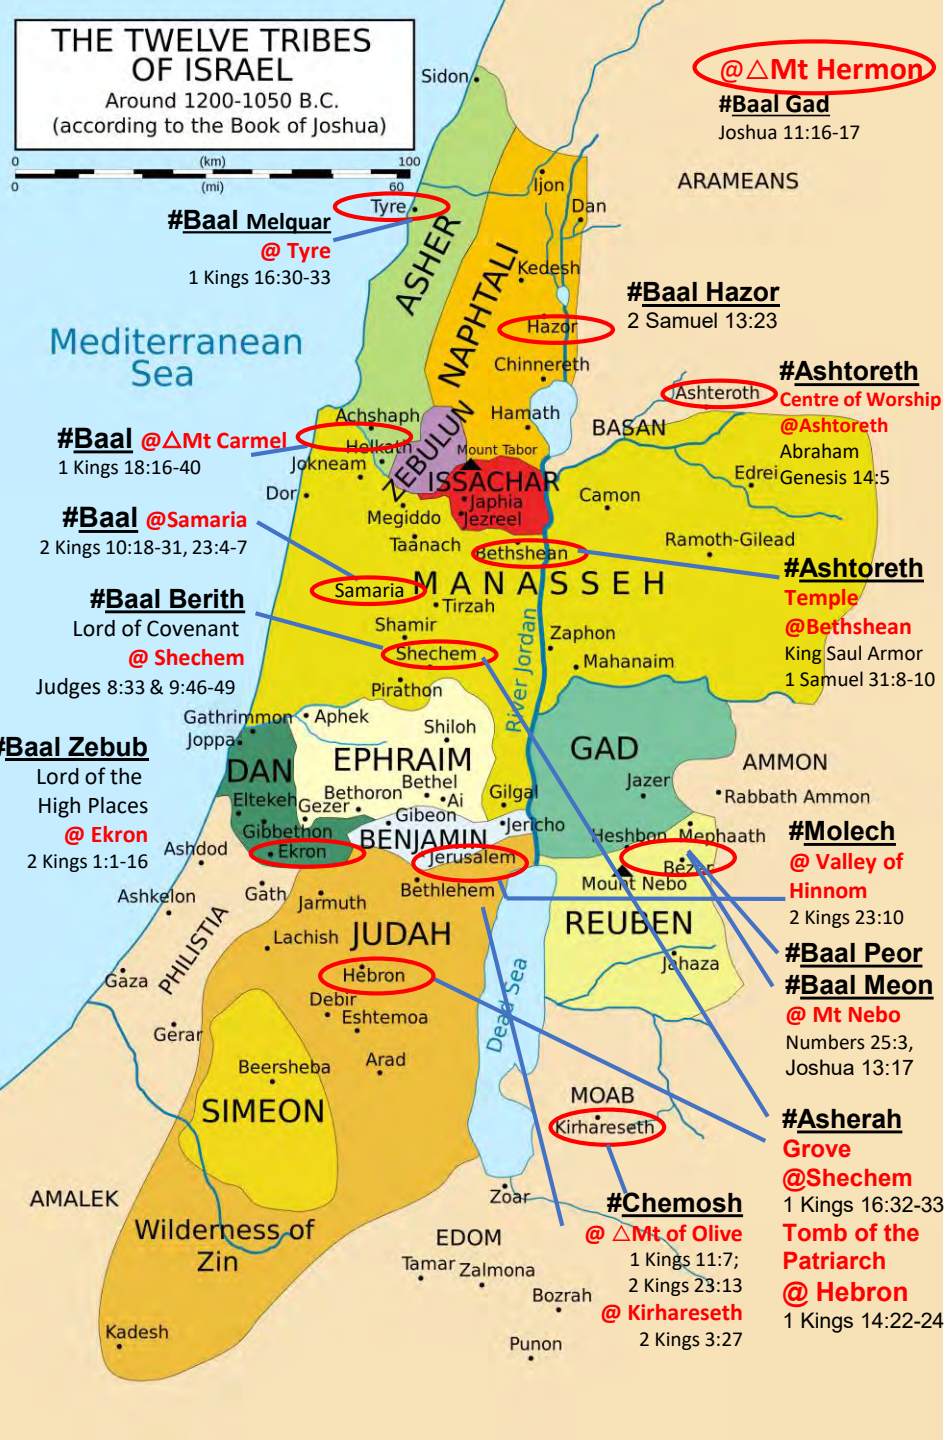 THE TWELVE TRIBES
OF ISRAEL
Around 1200-1050 B.C.
(according to the Book of Joshua)
0 (km) 100
0 (mi) 60
Sidon
@△Mt Hermon
#Baal Gad
Joshua 11:16-17
ARAMEANS
Ijon
Dan
Tyre
#Baal Melquar
@ Tyre
1 Kings 16:30-33
ASHER
NAPHTALI
Kedesh
#Baal Hazor
2 Samuel 13:23
Hazor
Mediterranean
Sea
Chinnereth
#Ashtoreth
Centre of Worship
@Ashtoreth
Abraham
Genesis 14:5
Ashteroth
Achshaph
Hamath
BASAN
#Baal @△Mt Carmel
1 Kings 18:16-40
Helkath
ZEBULUN
Mount Tabor
Jokneam
ISSACHAR
Edrei
Dor
Japhia
Camon
Megiddo
Jezreel
#Baal @Samaria
2 Kings 10:18-31, 23:4-7
Taanach
Bethshean
Ramoth-Gilead
MANASSEH
#Ashtoreth
Temple
@Bethshean
King Saul Armor
1 Samuel 31:8-10
Samaria
Tirzah
#Baal Berith
Lord of Covenant
@ Shechem
Judges 8:33 & 9:46-49
Shamir
Shechem
River Jordan
Zaphon
Mahanaim
Pirathon
Gathrimmon
Aphek
Joppa
Shiloh
#Baal Zebub
Lord of the
High Places
@ Ekron
2 Kings 1:1-16
DAN
EPHRAIM
GAD
AMMON
Bethel
Jazer
Rabbath Ammon
Eltekeh
Gezer
Bethoron
Ai
Gilgal
Gibeon
Jericho
Gibbethon
BENJAMIN
Heshbon
Mephaath
#Molech
@ Valley of
Hinnom
2 Kings 23:10
Ashdod
Ekron
Jerusalem
Bezer
Mount Nebo
Ashkelon
Gath
Jarmuth
Bethlehem
PHILISTIA
Lachish
JUDAH
REUBEN
#Baal Peor
#Baal Meon
@ Mt Nebo
Numbers 25:3,
Joshua 13:17
Jahaza
Gaza
Hebron
Debir
Eshtemoa
Dead Sea
Gerar
Arad
Beersheba
SIMEON
MOAB
Kirhareseth
#Asherah
Grove
@Shechem
1 Kings 16:32-33
Tomb of the
Patriarch
@ Hebron
1 Kings 14:22-24
AMALEK
Zoar
#Chemosh
@ △Mt of Olive
1 Kings 11:7;
2 Kings 23:13
@ Kirhareseth
2 Kings 3:27
Wilderness of
Zin
EDOM
Tamar
Zalmona
Bozrah
Kadesh
Punon